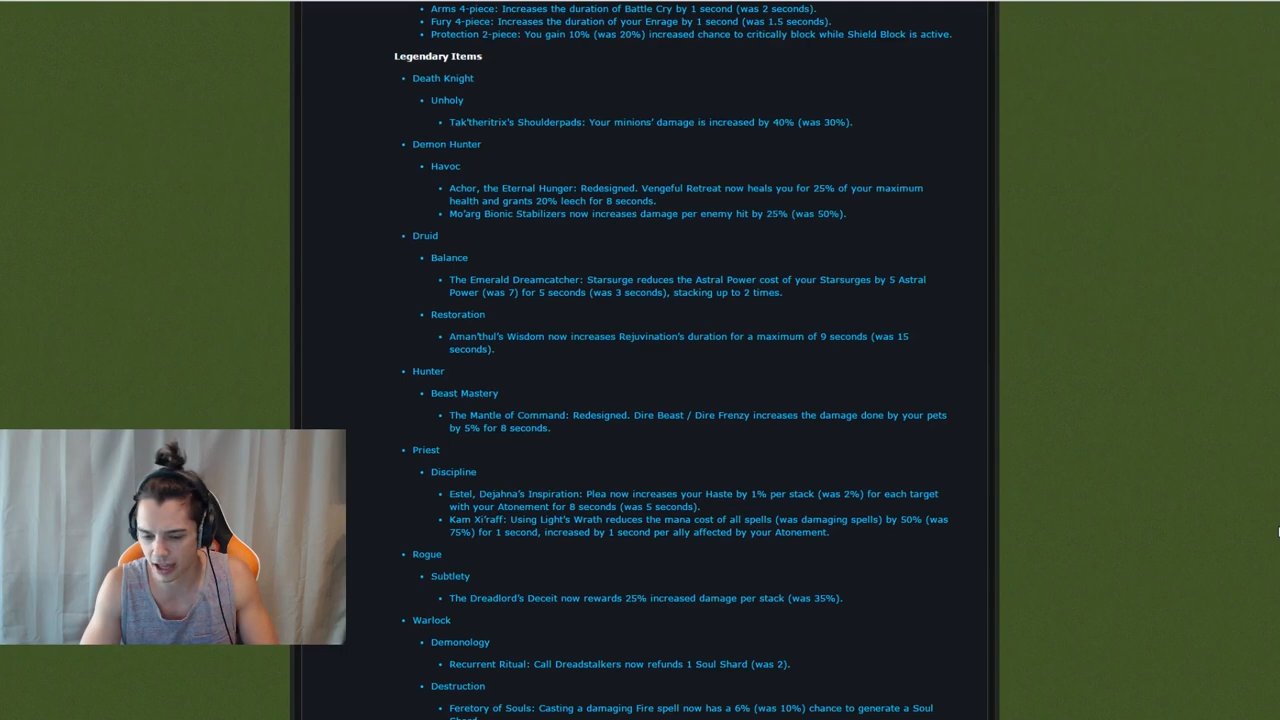 Arms 4-piece: Increases the duration of Battle Cry by 1 second (was 2 seconds).
Fury 4-piece: Increases the duration of your Enrage by 1 second (was 1.5 seconds).
Protection 2-piece: You gain 10% (was 20%) increased chance to critically block while Shield Block is active.
Legendary Items
Death Knight
Unholy
Tak'theritrix's Shoulderpads: Your minions' damage is increased by 40% (was 30%).
Demon Hunter
Havoc
Achor, the Eternal Hunger: Redesigned. Vengeful Retreat now heals you for 25% of your maximum
health and grants 20% leech for 8 seconds.
Mo'arg Bionic Stabilizers now increases damage per enemy hit by 25% (was 50%).
Druid
Balance
The Emerald Dreamcatcher: Starsurge reduces the Astral Power cost of your Starsurges by 5 Astral
Power (was 7) for 5 seconds (was 3 seconds), stacking up to 2 times.
Restoration
Aman'thul's Wisdom now increases Rejuvination's duration for a maximum of 9 seconds (was 15
seconds).
Hunter
Beast Mastery
The Mantle of Command: Redesigned. Dire Beast / Dire Frenzy increases the damage done by your pets
by 5% for 8 seconds.
Priest
Discipline
Estel, Dejahna's Inspiration: Plea now increases your Haste by 1% per stack (was 2%) for each target
with your Atonement for 8 seconds (was 5 seconds).
Kam Xi'raff: Using Light's Wrath reduces the mana cost of all spells (was damaging spells) by 50% (was
75%) for 1 second, increased by 1 second per ally affected by your Atonement.
Rogue
Subtlety
The Dreadlord's Deceit now rewards 25% increased damage per stack (was 35%).
Warlock
Demonology
Recurrent Ritual: Call Dreadstalkers now refunds 1 Soul Shard (was 2).
Destruction
Feretory of Souls: Casting a damaging Fire spell now has a 6% (was 10%) chance to generate a Soul
Shard.